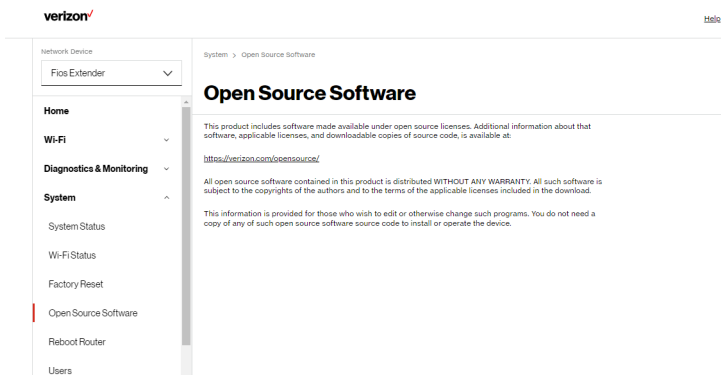 verizon✓
Help
Network Device
Fios Extender
Home
Wi-Fi
Diagnostics & Monitoring
System
System Status
Wi-Fi Status
Factory Reset
Open Source Software
Reboot Router
Users
System > Open Source Software
Open Source Software
This product includes software made available under open source licenses. Additional information about that
software, applicable licenses, and downloadable copies of source code, is available at:
https://verizon.com/opensource/
All open source software contained in this product is distributed WITHOUT ANY WARRANTY. All such software is
subject to the copyrights of the authors and to the terms of the applicable licenses included in the download.
This information is provided for those who wish to edit or otherwise change such programs. You do not need a
copy of any of such open source software source code to install or operate the device.